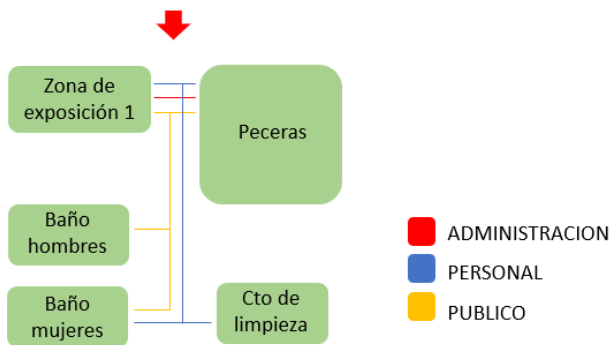 Zona de
exposición 1
Peceras
Baño
hombres
Baño
mujeres
Cto de
limpieza
ADMINISTRACION
PERSONAL
PUBLICO